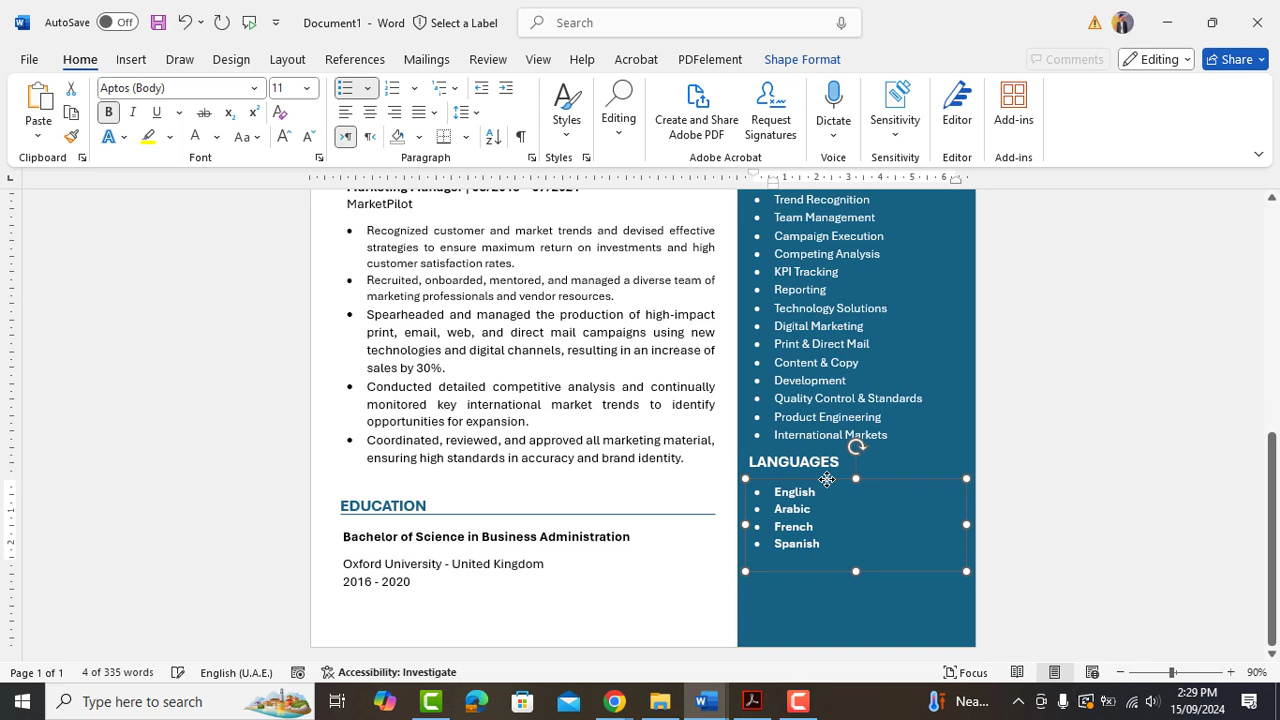 AutoSave Off Document1 - Word Select a Label Search
File Home Insert Draw Design Layout References Mailings Review View Help Acrobat PDFelement Shape Format Comments Editing Share
Aptos (Body) 11
Paste Styles Editing Create and Share Adobe PDF Request Signatures Dictate Sensitivity Editor Add-ins
Clipboard Font Paragraph Styles Adobe Acrobat Voice Sensitivity Editor Add-ins
MarketPilot
• Recognized customer and market trends and devised effective
strategies to ensure maximum return on investments and high
customer satisfaction rates.
• Recruited, onboarded, mentored, and managed a diverse team of
marketing professionals and vendor resources.
• Spearheaded and managed the production of high-impact
print, email, web, and direct mail campaigns using new
technologies and digital channels, resulting in an increase of
sales by 30%.
• Conducted detailed competitive analysis and continually
monitored key international market trends to identify
opportunities for expansion.
• Coordinated, reviewed, and approved all marketing material,
ensuring high standards in accuracy and brand identity.
EDUCATION
Bachelor of Science in Business Administration
Oxford University - United Kingdom
2016 - 2020
• Trend Recognition
• Team Management
• Campaign Execution
• Competing Analysis
• KPI Tracking
• Reporting
• Technology Solutions
• Digital Marketing
• Print & Direct Mail
• Content & Copy
• Development
• Quality Control & Standards
• Product Engineering
• International Markets
LANGUAGES
• English
• Arabic
• French
• Spanish
Page 1 of 1 4 of 335 words English (U.A.E.) Accessibility: Investigate Focus 90%
Type here to search Near... 2:29 PM
15/09/2024